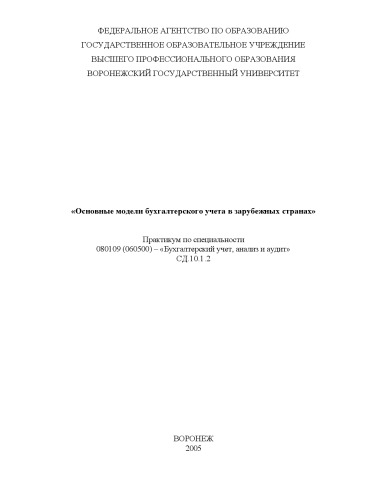 ФЕДЕРАЛЬНОЕ АГЕНТСТВО ПО ОБРАЗОВАНИЮ
ГОСУДАРСТВЕННОЕ ОБРАЗОВАТЕЛЬНОЕ УЧРЕЖДЕНИЕ
ВЫСШЕГО ПРОФЕССИОНАЛЬНОГО ОБРАЗОВАНИЯ
ВОРОНЕЖСКИЙ ГОСУДАРСТВЕННЫЙ УНИВЕРСИТЕТ
«Основные модели бухгалтерского учета в зарубежных странах»
Практикум по специальности
080109 (060500) – «Бухгалтерский учет, анализ и аудит»
СД.10.1.2
ВОРОНЕЖ
2005